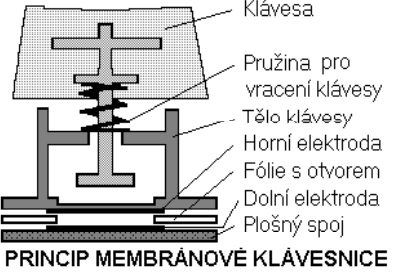 Klávesa
Pružina pro
vracení klávesy
Tělo klávesy
Horní elektroda
Fólie s otvorem
Dolní elektroda
Plošný spoj
PRINCIP MEMBRÁNOVÉ KLÁVESNICE